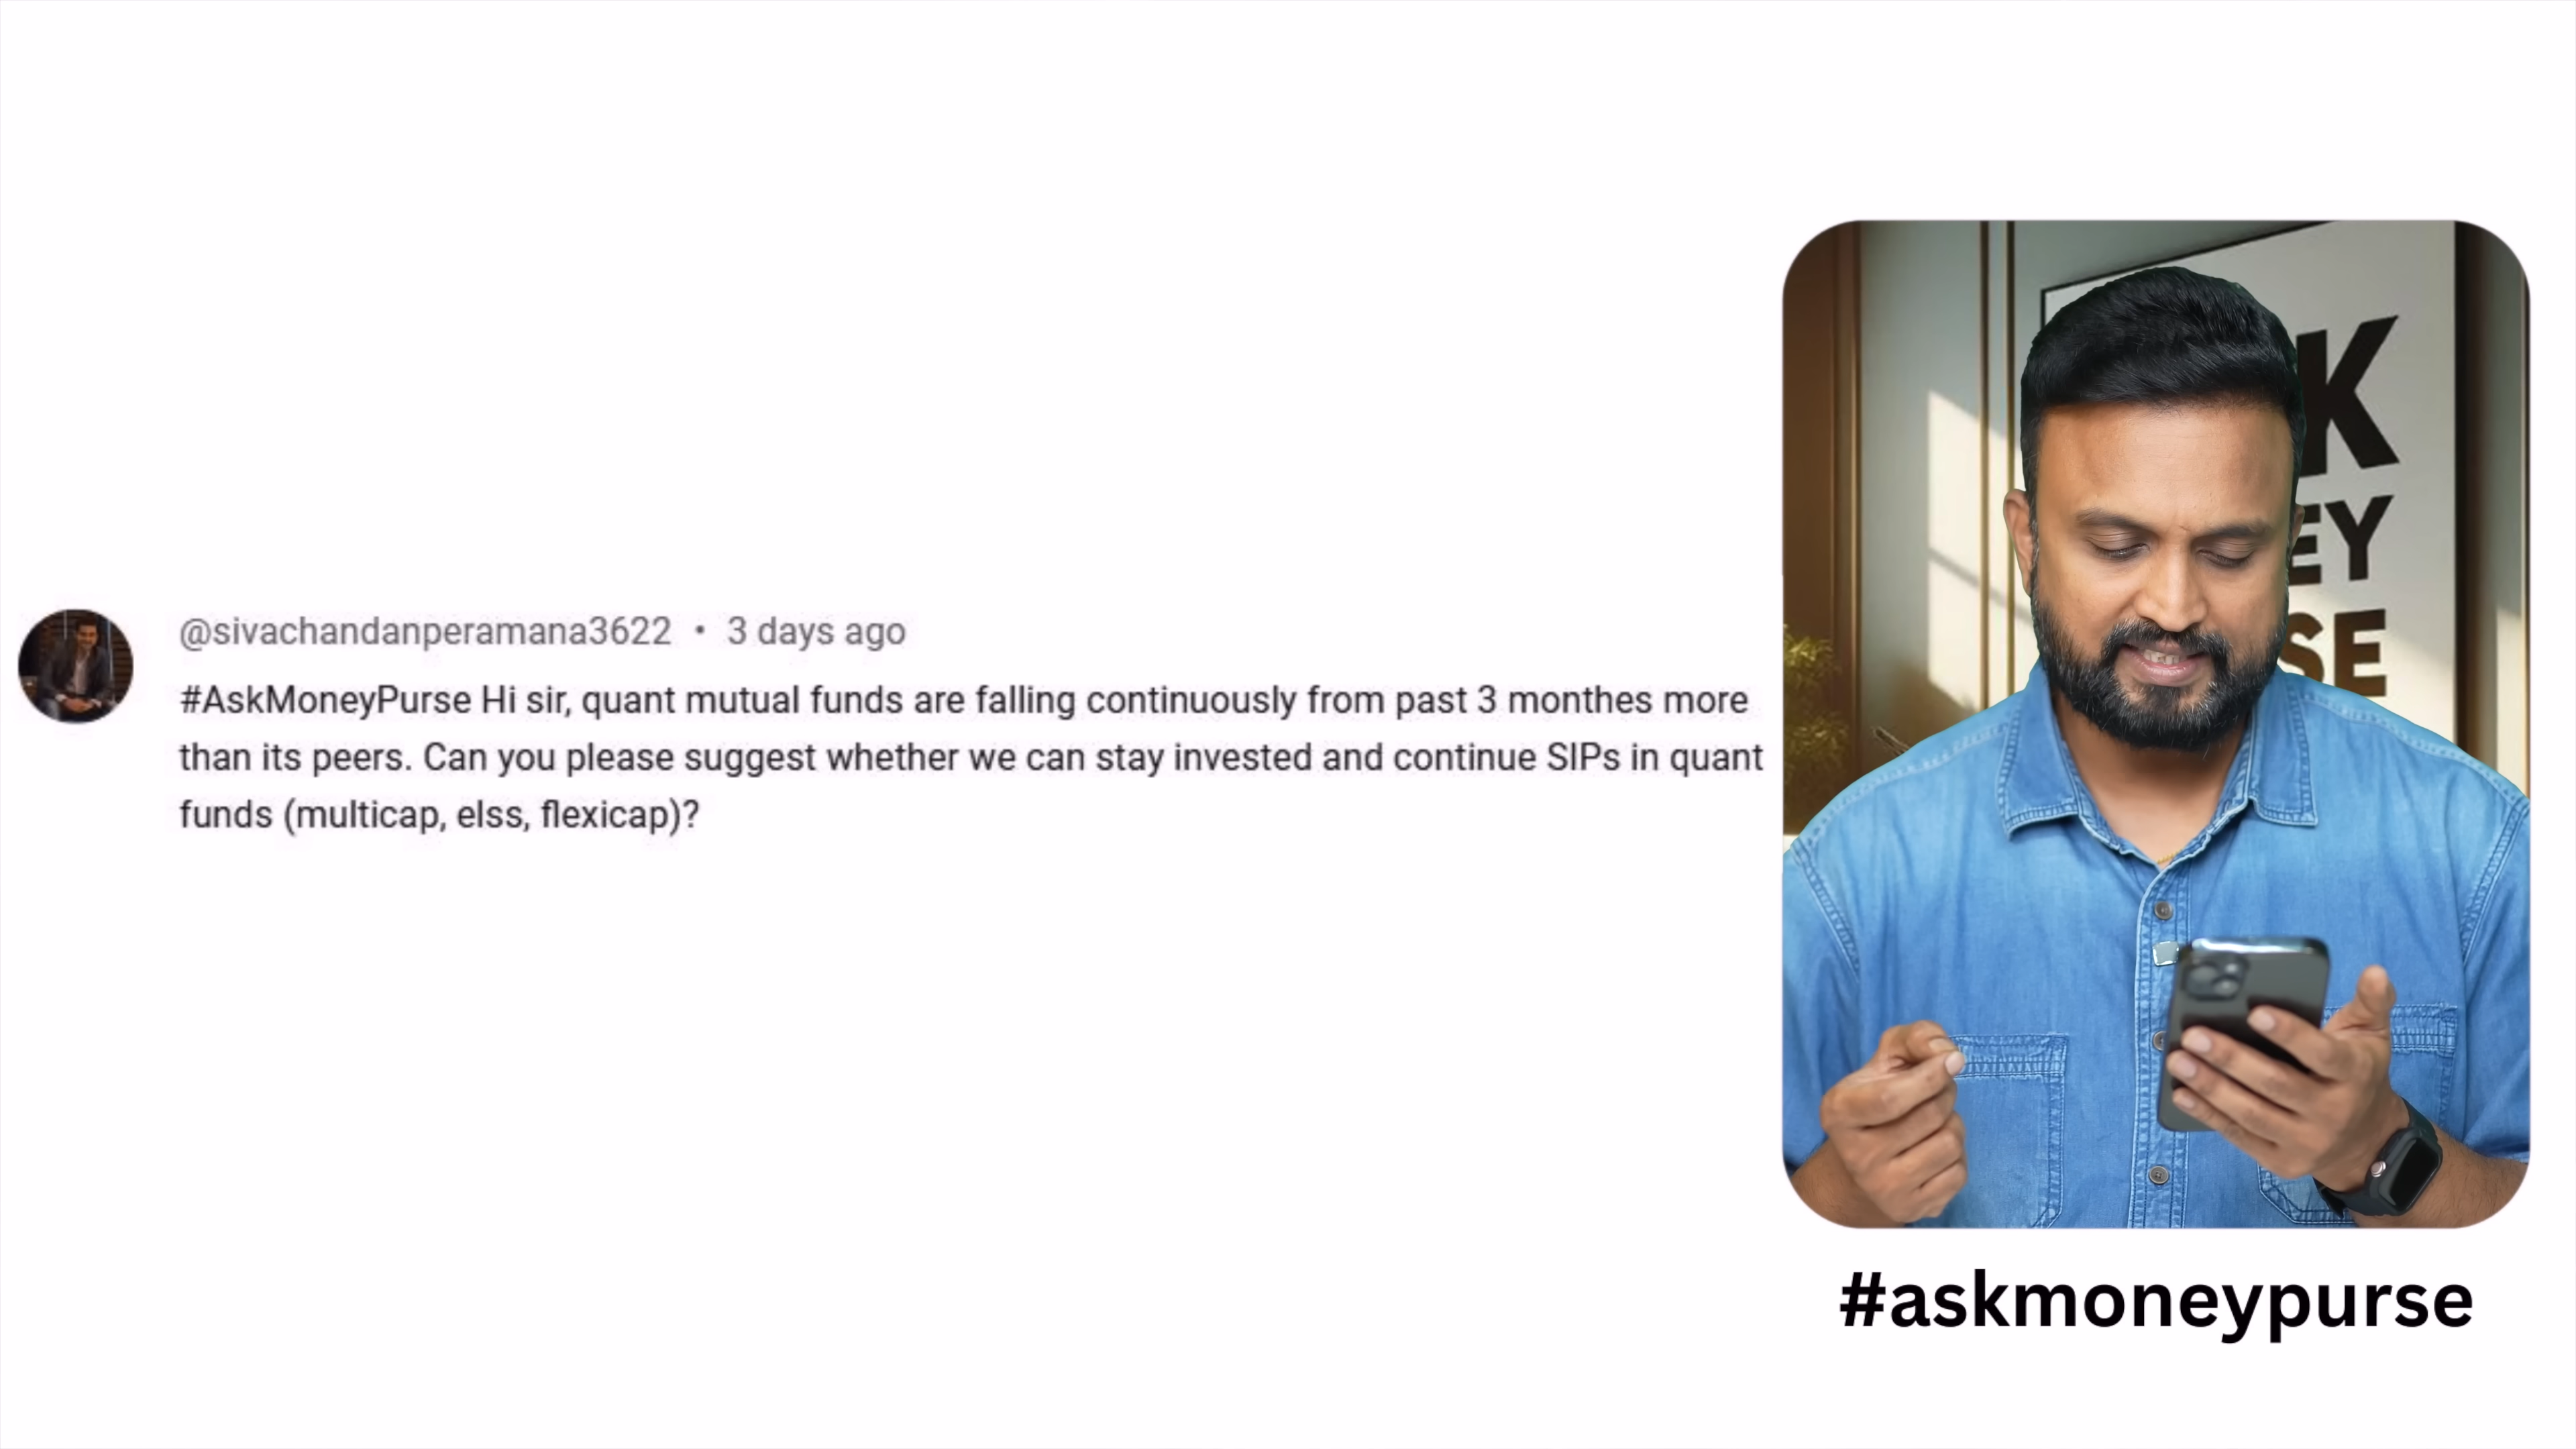 @sivachandanperamana3622 • 3 days ago
#AskMoneyPurse Hi sir, quant mutual funds are falling continuously from past 3 monthes more
than its peers. Can you please suggest whether we can stay invested and continue SIPs in quant
funds (multicap, elss, flexicap)?
K
EY
SE
#askmoneypurse